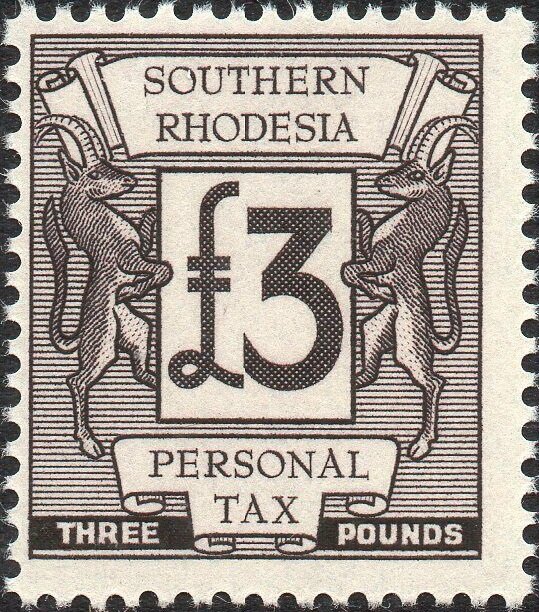 SOUTHERN
RHODESIA
£3
PERSONAL
TAX
THREE POUNDS